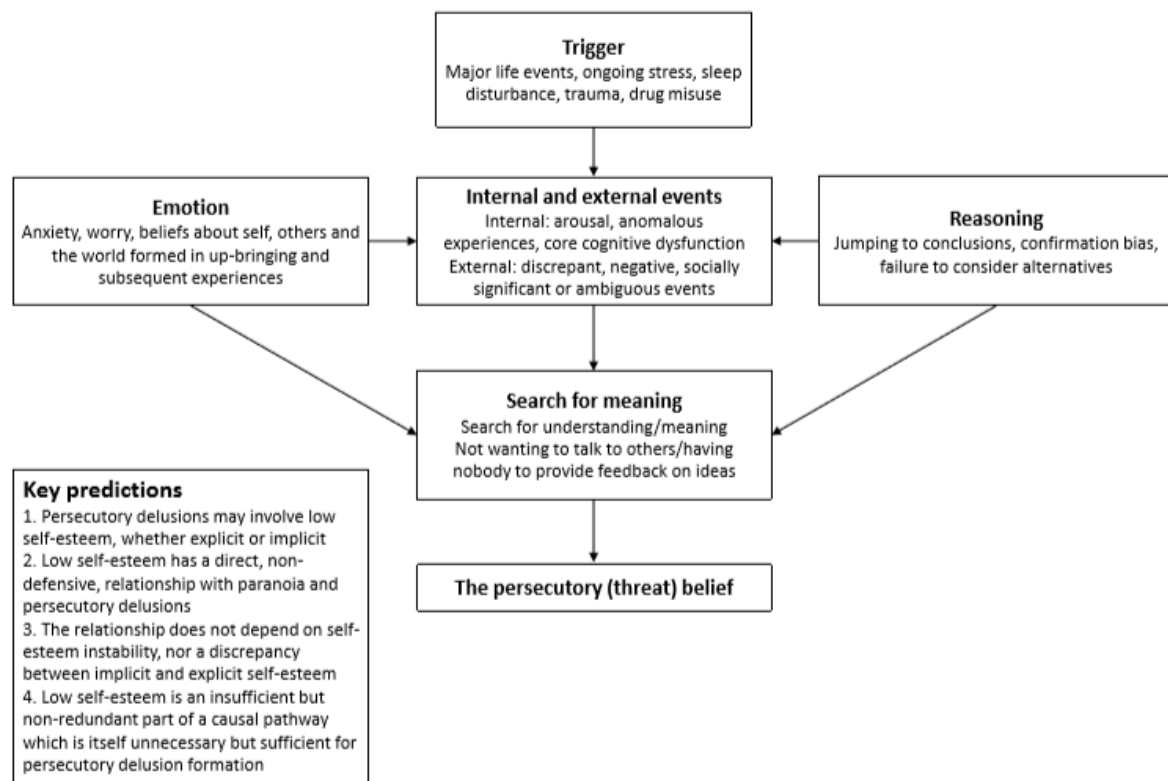 Trigger
Major life events, ongoing stress, sleep
disturbance, trauma, drug misuse
Emotion
Anxiety, worry, beliefs about self, others and
the world formed in up-bringing and
subsequent experiences
Internal and external events
Internal: arousal, anomalous
experiences, core cognitive dysfunction
External: discrepant, negative, socially
significant or ambiguous events
Reasoning
Jumping to conclusions, confirmation bias,
failure to consider alternatives
Search for meaning
Search for understanding/meaning
Not wanting to talk to others/having
nobody to provide feedback on ideas
Key predictions
1. Persecutory delusions may involve low
self-esteem, whether explicit or implicit
2. Low self-esteem has a direct, non-
defensive, relationship with paranoia and
persecutory delusions
3. The relationship does not depend on self-
esteem instability, nor a discrepancy
between implicit and explicit self-esteem
4. Low self-esteem is an insufficient but
non-redundant part of a causal pathway
which is itself unnecessary but sufficient for
persecutory delusion formation
The persecutory (threat) belief